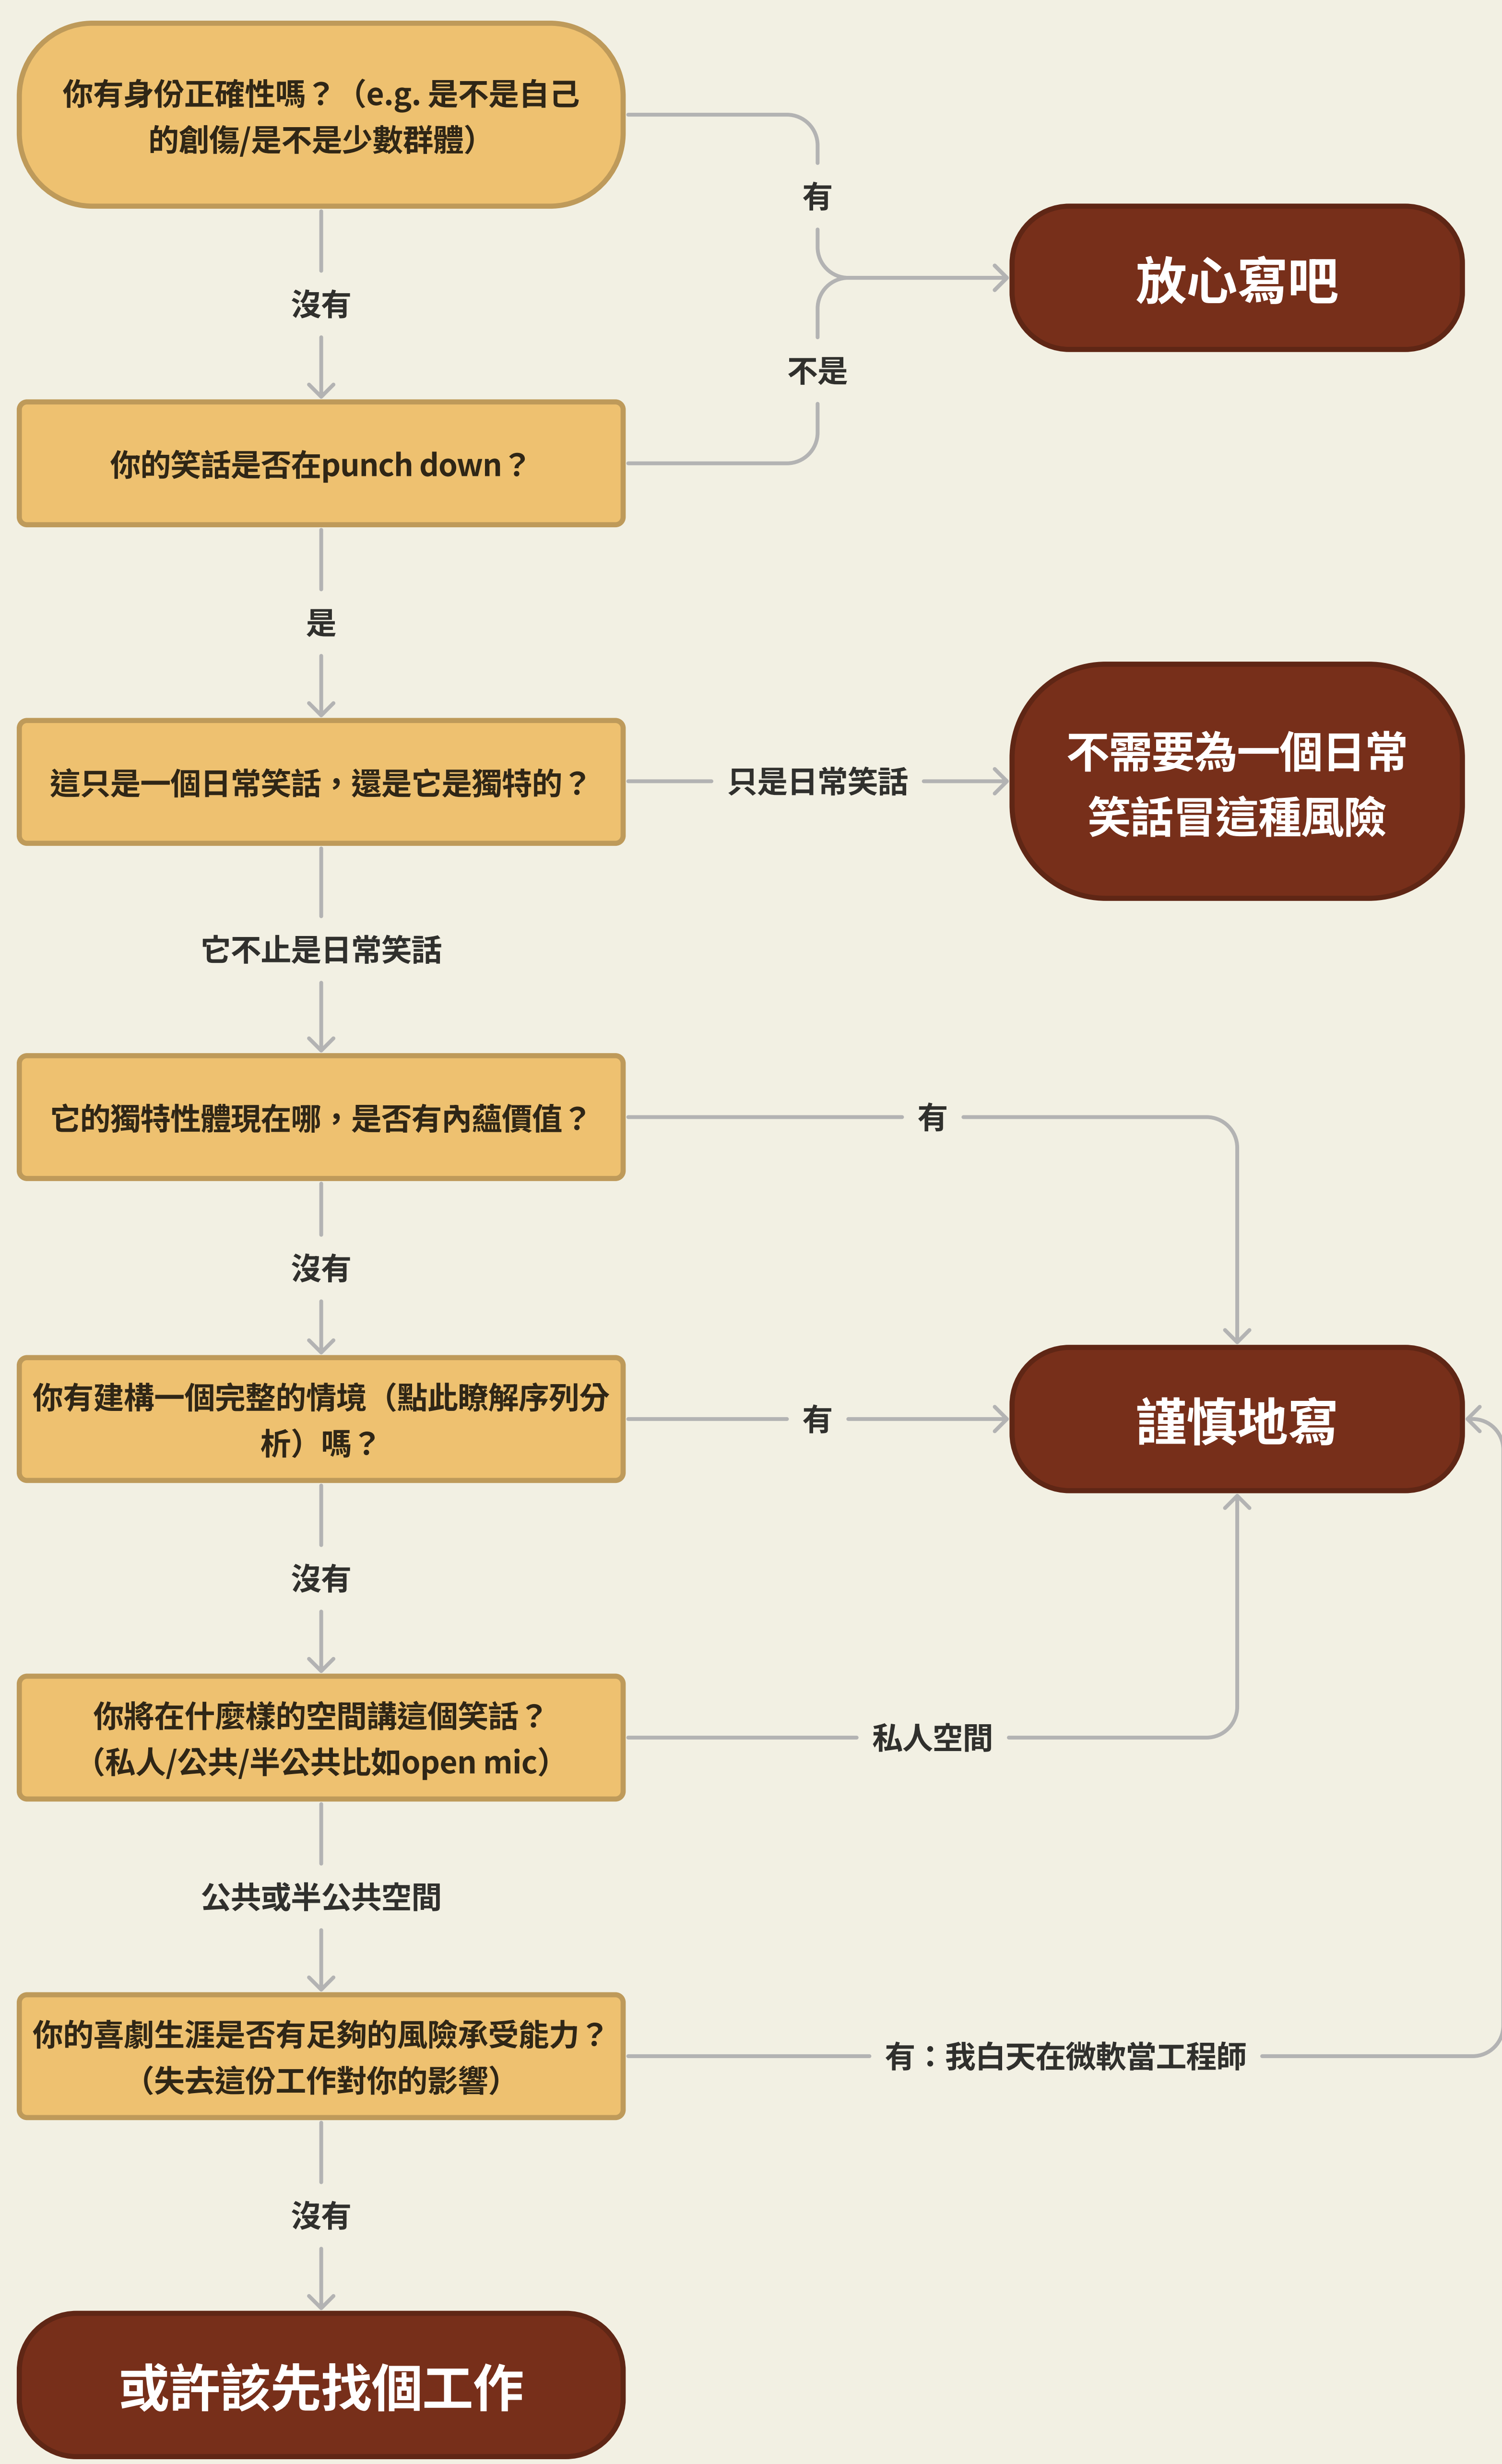 你有身份正確性嗎？（e.g. 是不是自己
的創傷/是不是少數群體）
有
放心寫吧
沒有
不是
你的笑話是否在punch down？
是
這只是一個日常笑話，還是它是獨特的？
只是日常笑話
不需要為一個日常
笑話冒這種風險
它不止是日常笑話
它的獨特性體現在哪，是否有內蘊價值？
有
沒有
你有建構一個完整的情境（點此瞭解序列分
析）嗎？
有
謹慎地寫
沒有
你將在什麼樣的空間講這個笑話？
（私人/公共/半公共比如open mic）
私人空間
公共或半公共空間
你的喜劇生涯是否有足夠的風險承受能力？
（失去這份工作對你的影響）
有：我白天在微軟當工程師
沒有
或許該先找個工作